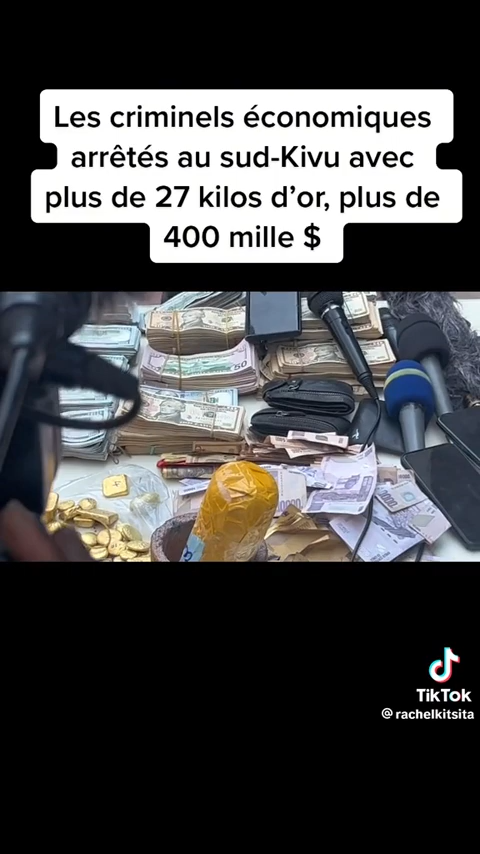 Les criminels économiques
arrêtés au sud-Kivu avec
plus de 27 kilos d'or, plus de
400 mille $
50
TikTok
@rachelkitsita